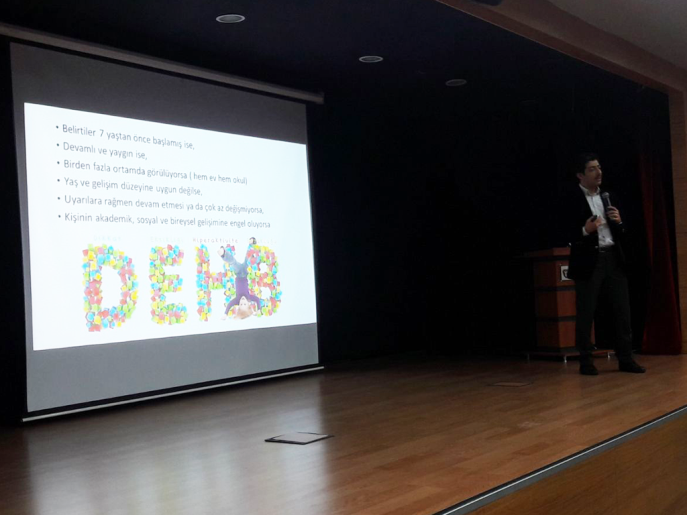 • Belirtiler 7 yaştan önce başlamış ise,
• Devamlı ve yaygın ise,
• Birden fazla ortamda görülüyorsa ( hem ev hem okul)
• Yaş ve gelişim düzeyine uygun değilse,
• Uyarılara rağmen devam etmesi ya da çok az değişmiyorsa,
• Kişinin akademik, sosyal ve bireysel gelişimine engel oluyorsa
DEHB